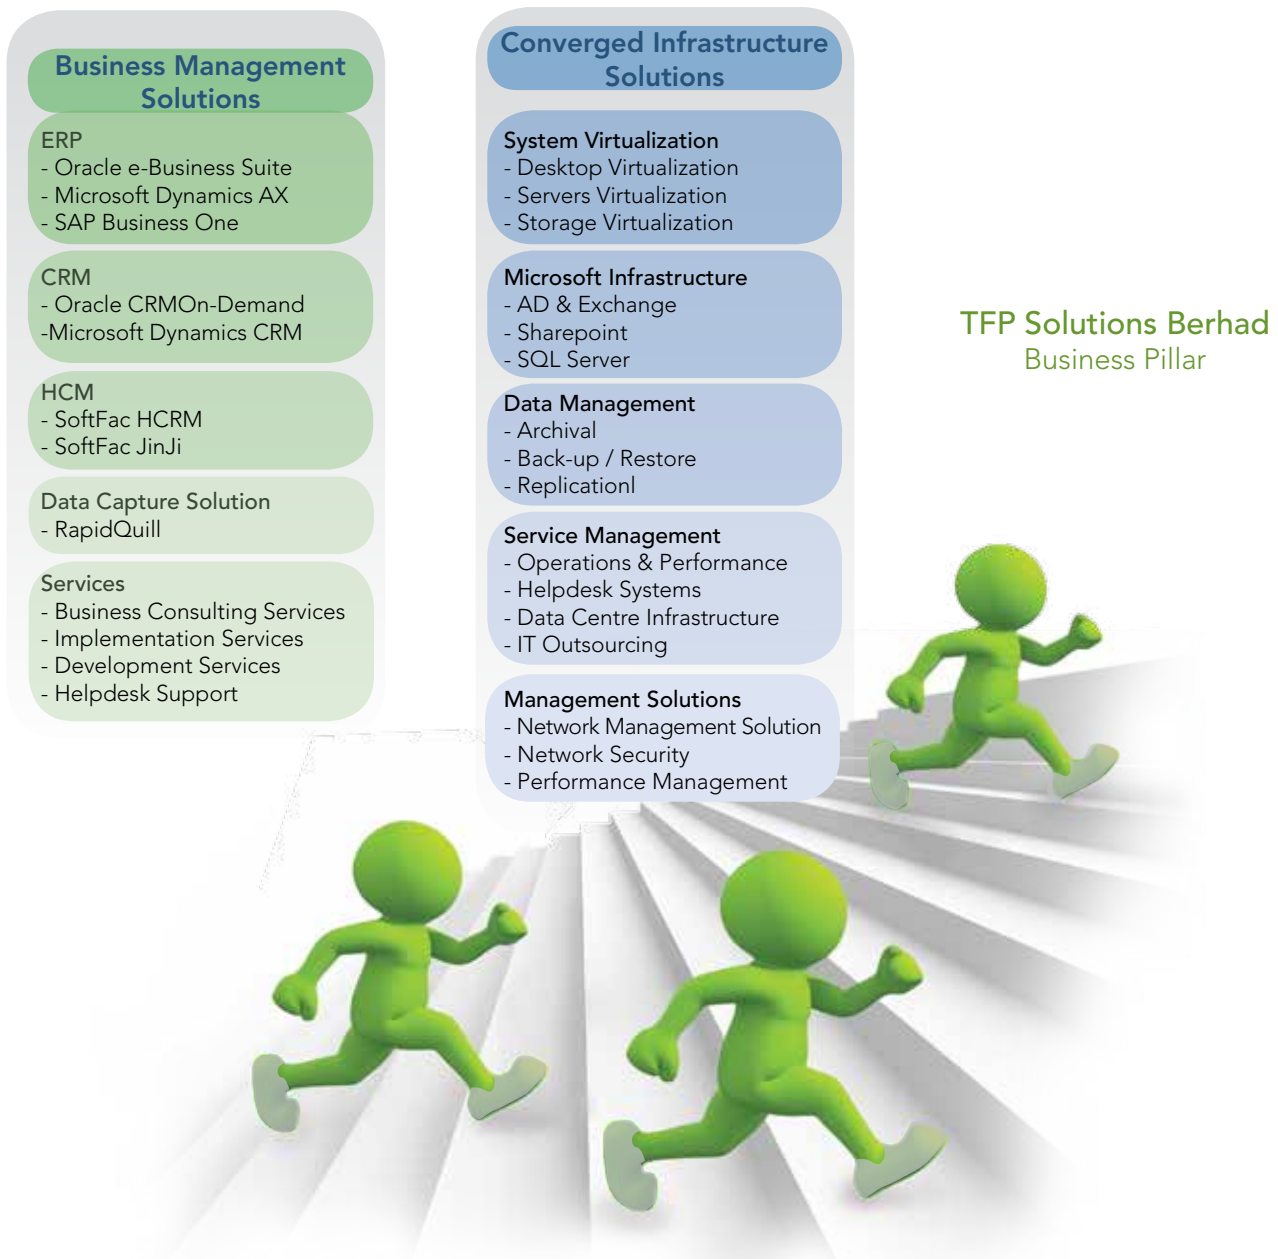 Business Management
Solutions
ERP
- Oracle e-Business Suite
- Microsoft Dynamics AX
- SAP Business One
CRM
- Oracle CRMOn-Demand
-Microsoft Dynamics CRM
HCM
- SoftFac HCRM
- SoftFac JinJi
Data Capture Solution
- RapidQuill
Services
- Business Consulting Services
- Implementation Services
- Development Services
- Helpdesk Support
Converged Infrastructure
Solutions
System Virtualization
- Desktop Virtualization
- Servers Virtualization
- Storage Virtualization
Microsoft Infrastructure
- AD & Exchange
- Sharepoint
- SQL Server
Data Management
- Archival
- Back-up / Restore
- Replicationl
Service Management
- Operations & Performance
- Helpdesk Systems
- Data Centre Infrastructure
- IT Outsourcing
Management Solutions
- Network Management Solution
- Network Security
- Performance Management
TFP Solutions Berhad
Business Pillar